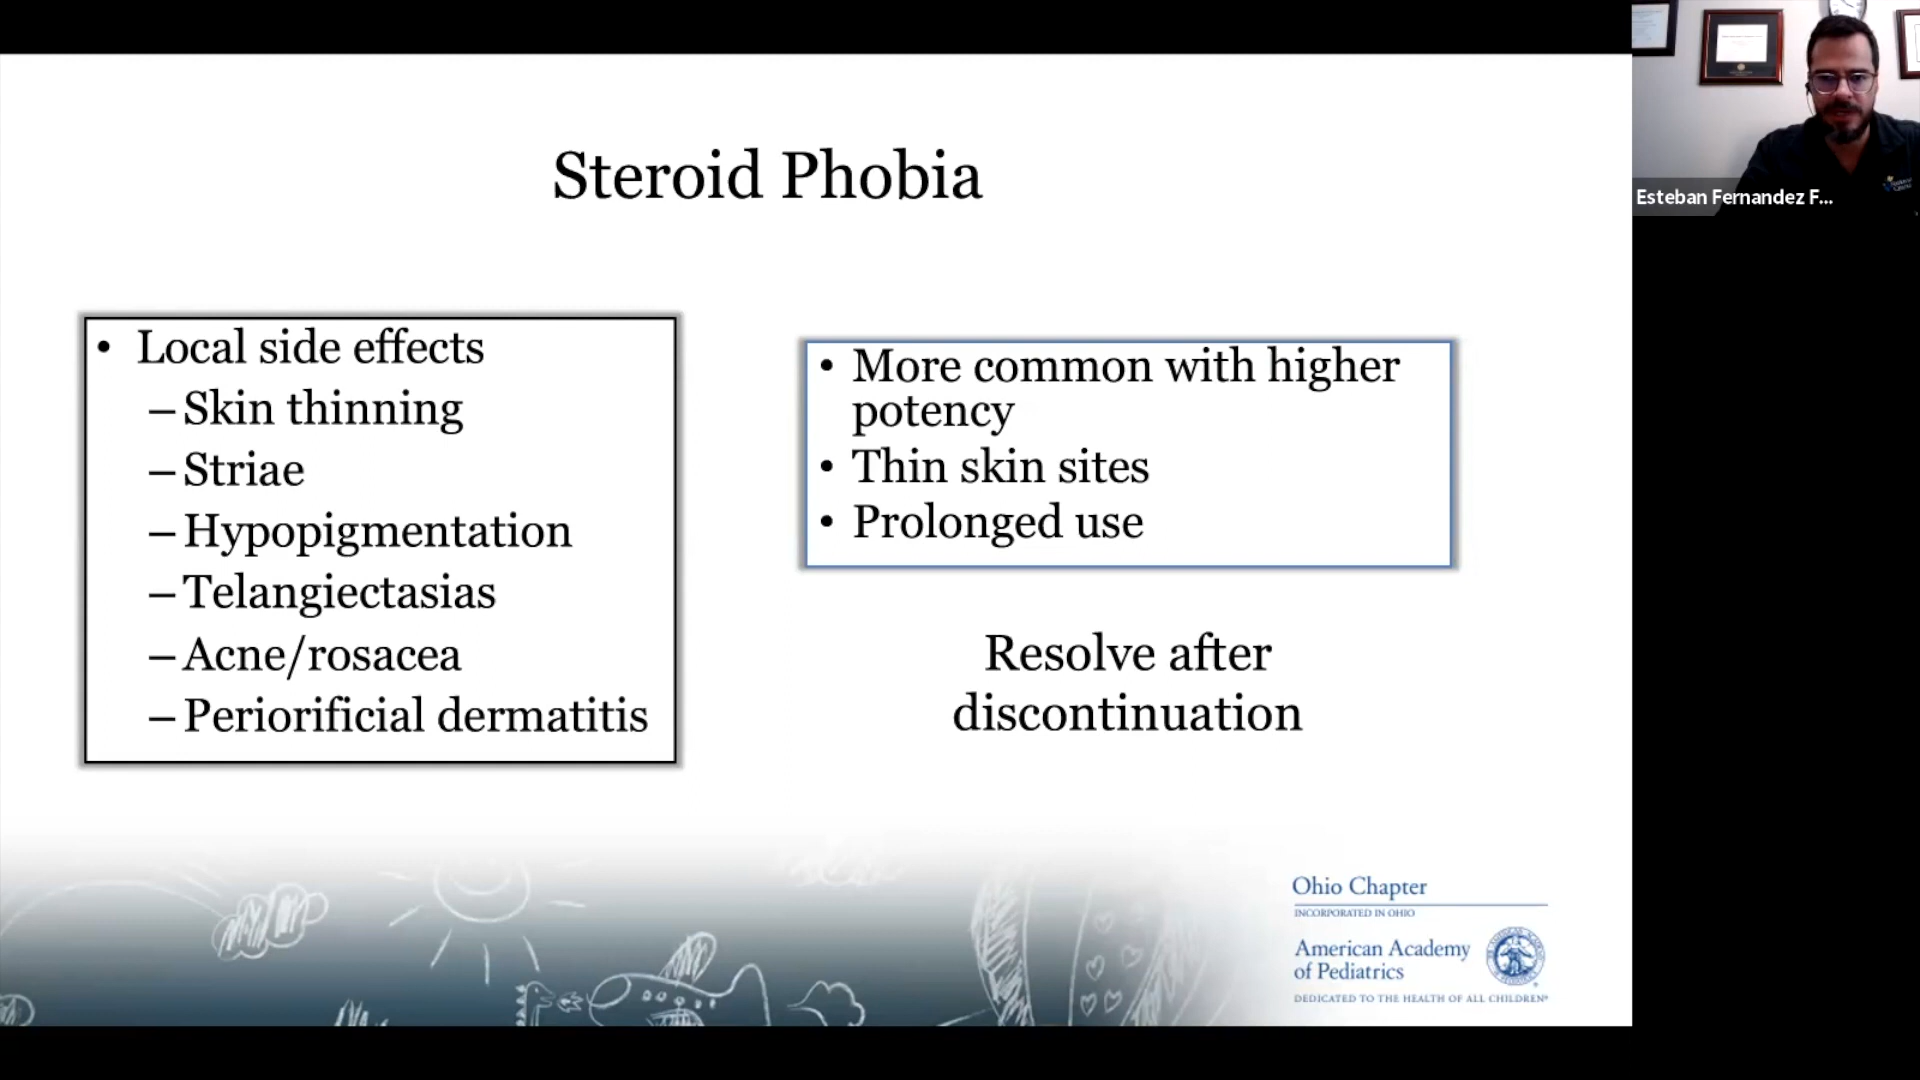 Steroid Phobia
• Local side effects
– Skin thinning
– Striae
– Hypopigmentation
– Telangiectasias
– Acne/rosacea
– Periorificial dermatitis
• More common with higher
potency
• Thin skin sites
• Prolonged use
Resolve after
discontinuation
Ohio Chapter
INCORPORATED IN OHIO
American Academy
of Pediatrics
DEDICATED TO THE HEALTH OF ALL CHILDREN®
Esteban Fernandez F...